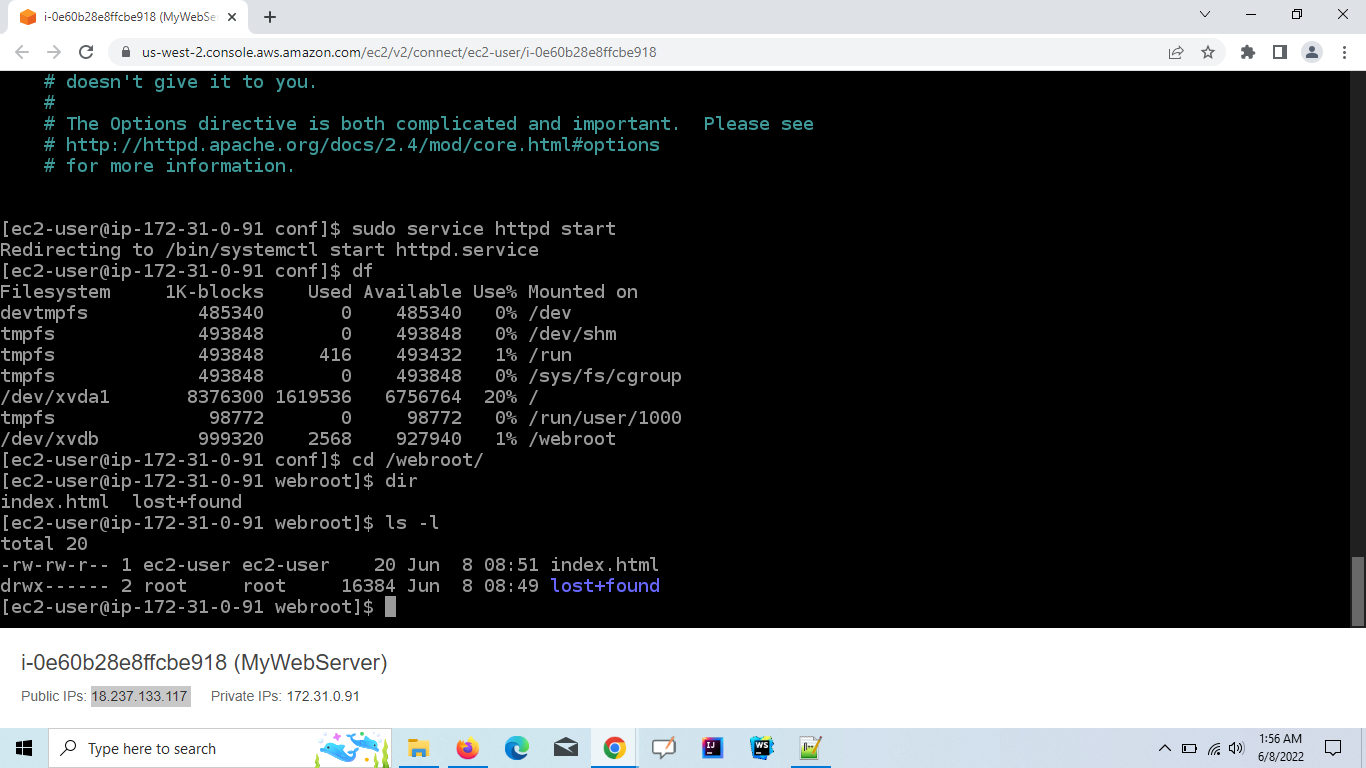 i-0e60b28e8ffcbe918 (MyWebSe
us-west-2.console.aws.amazon.com/ec2/v2/connect/ec2-user/i-0e60b28e8ffcbe918
# doesn't give it to you.
#
# The Options directive is both complicated and important.  Please see
# http://httpd.apache.org/docs/2.4/mod/core.html#options
# for more information.
[ec2-user@ip-172-31-0-91 conf]$ sudo service httpd start
Redirecting to /bin/systemctl start httpd.service
[ec2-user@ip-172-31-0-91 conf]$ df
Filesystem     1K-blocks    Used Available Use% Mounted on
devtmpfs          485340       0    485340   0% /dev
tmpfs             493848       0    493848   0% /dev/shm
tmpfs             493848     416    493432   1% /run
tmpfs             493848       0    493848   0% /sys/fs/cgroup
/dev/xvda1       8376300 1619536   6756764  20% /
tmpfs              98772       0     98772   0% /run/user/1000
/dev/xvdb         999320    2568    927940   1% /webroot
[ec2-user@ip-172-31-0-91 conf]$ cd /webroot/
[ec2-user@ip-172-31-0-91 webroot]$ dir
index.html  lost+found
[ec2-user@ip-172-31-0-91 webroot]$ ls -l
total 20
-rw-rw-r-- 1 ec2-user ec2-user    20 Jun  8 08:51 index.html
drwx------ 2 root     root     16384 Jun  8 08:49 lost+found
[ec2-user@ip-172-31-0-91 webroot]$
i-0e60b28e8ffcbe918 (MyWebServer)
Public IPs: 18.237.133.117 Private IPs: 172.31.0.91
Type here to search
IJ
WS
1:56 AM
6/8/2022